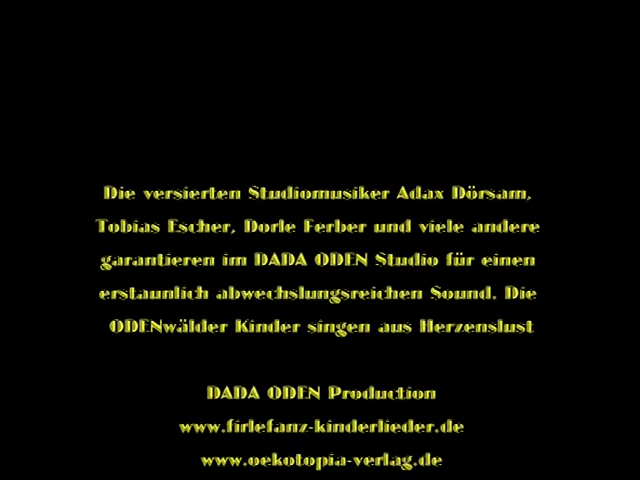 Die versierten Studiomusiker Adax Dörsam,
Tobias Escher, Dorle Ferber und viele andere
garantieren im DADA ODEN Studio für einen
erstaunlich abwechslungsreichen Sound. Die
ODENwälder Kinder singen aus Herzenslust
DADA ODEN Production
www.firlefanz-kinderlieder.de
www.oekotopia-verlag.de